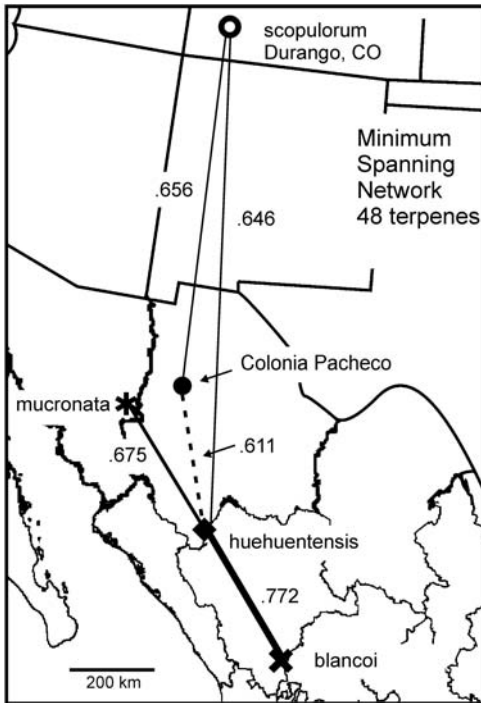 scopulorum
Durango, CO
Minimum
Spanning
Network
48 terpenes
.656
.646
Colonia Pacheco
mucronata
.611
.675
huehuentensis
.772
blancoi
200 km